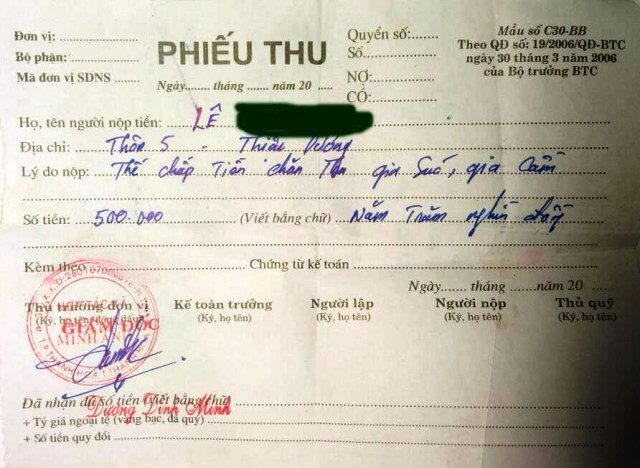 Đơn vị:
Bộ phận:
Mã đơn vị SDNS
PHIẾU THU
Ngày tháng năm 20
Quyển số:
Số
NỢ:
CÓ:
Mẫu số C30-BB
Theo QĐ số: 19/2006/QĐ-BTC
ngày 30 tháng 3 năm 2006
của Bộ trưởng BTC
Họ, tên người nộp tiền: LÊ
Địa chỉ: Thôn 5 - Thiệu Dương
Lý do nộp: Thế chấp Tiền chăn gia Súc, gia Cầm
Số tiền: 500.000 (Viết bằng chữ) Năm Trăm nghìn đồng
Kèm theo Chứng từ kế toán
Ngày tháng năm 20
Thủ trưởng đơn vị Kế toán trưởng Người lập Người nộp Thủ quỹ
(Ký, họ tên, đóng dấu) (Ký, họ tên) (Ký, họ tên) (Ký, họ tên) (Ký, họ tên)
GIÁM ĐỐC
MINH ANH
Đã nhận đủ số tiền Viết bằng chữ
Dương Đình Minh
+ Tỷ giá ngoại tệ (vàng bạc, đá quý)
+ Số tiền quy đổi